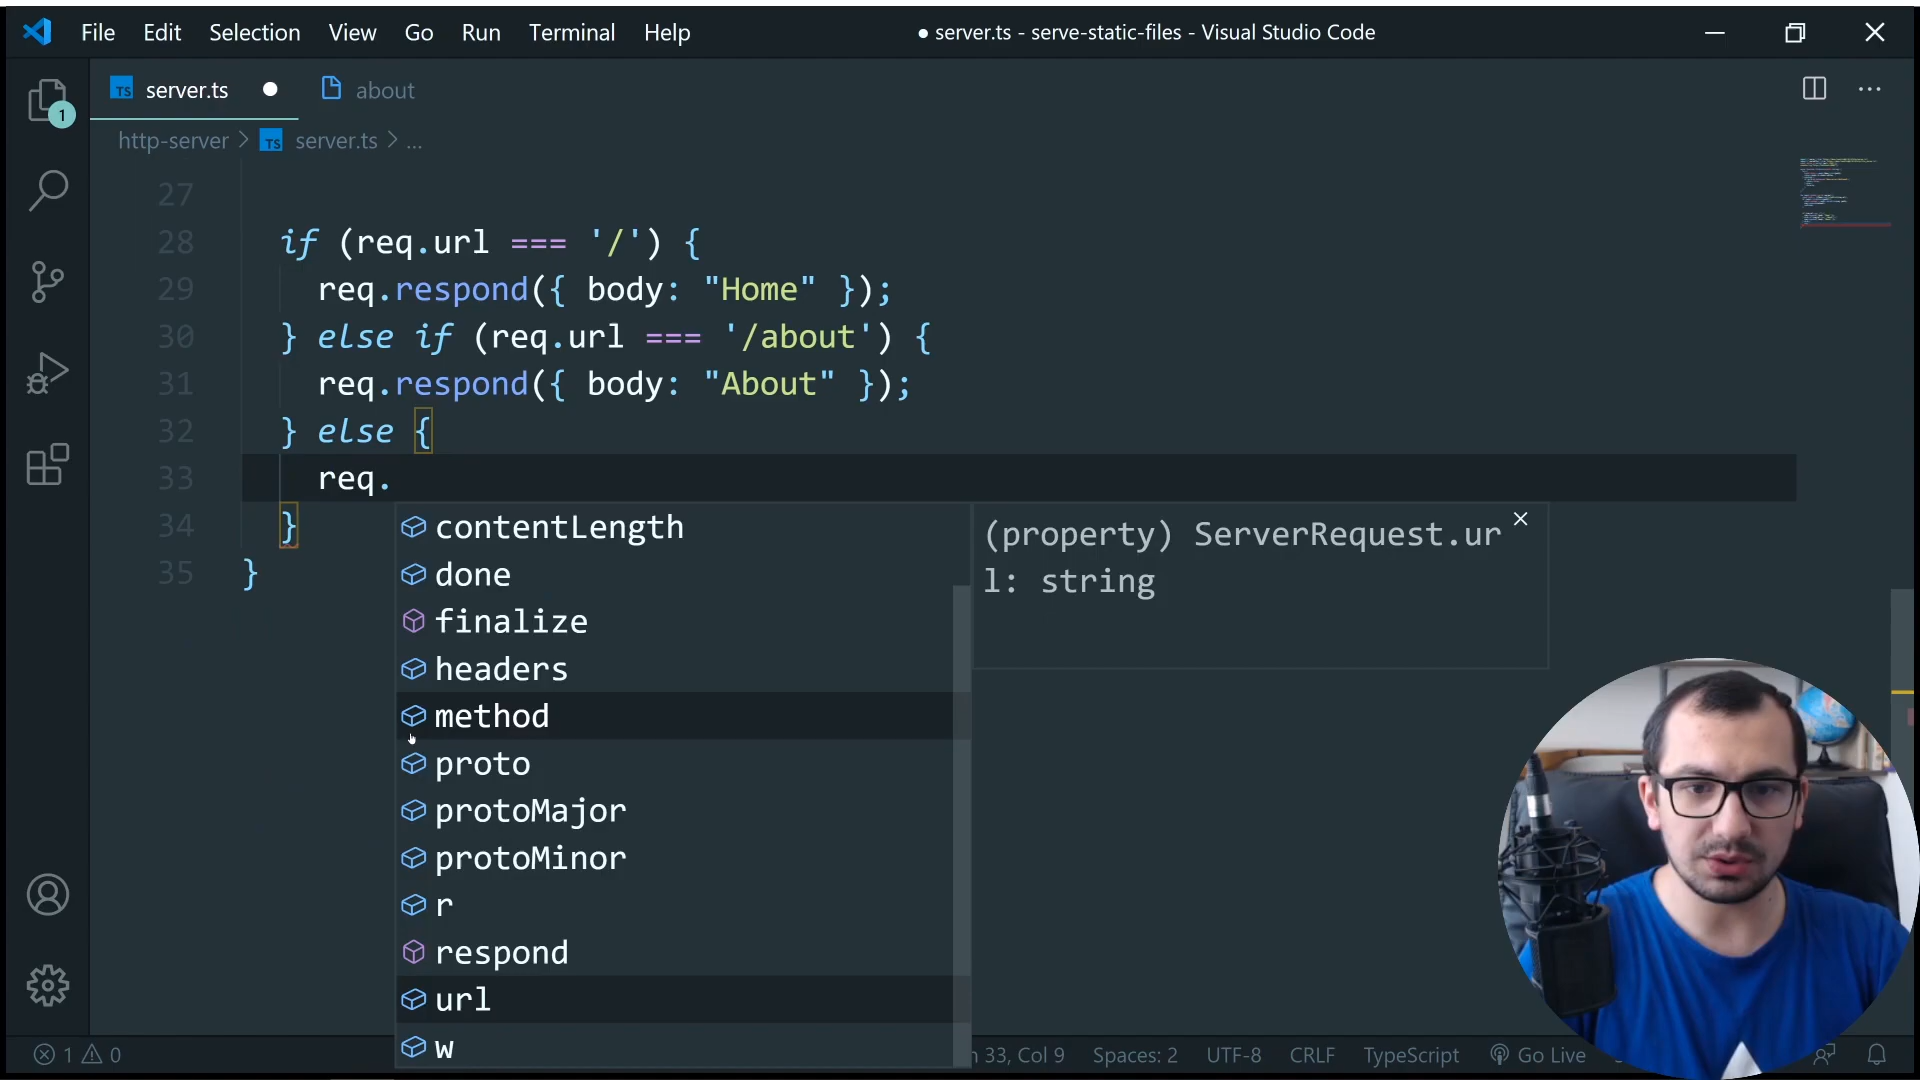 File Edit Selection View Go Run Terminal Help
● server.ts - serve-static-files - Visual Studio Code
1
TS server.ts ●
about
http-server > TS server.ts > ...
27
28 if (req.url === '/') {
29 req.respond({ body: "Home" });
30 } else if (req.url === '/about') {
31 req.respond({ body: "About" });
32 } else {
33 req.
34 }
35 }
contentLength
done
finalize
headers
method
proto
protoMajor
protoMinor
r
respond
url
w
(property) ServerRequest.ur
l: string
1 0
33, Col 9 Spaces: 2 UTF-8 CRLF TypeScript Go Live